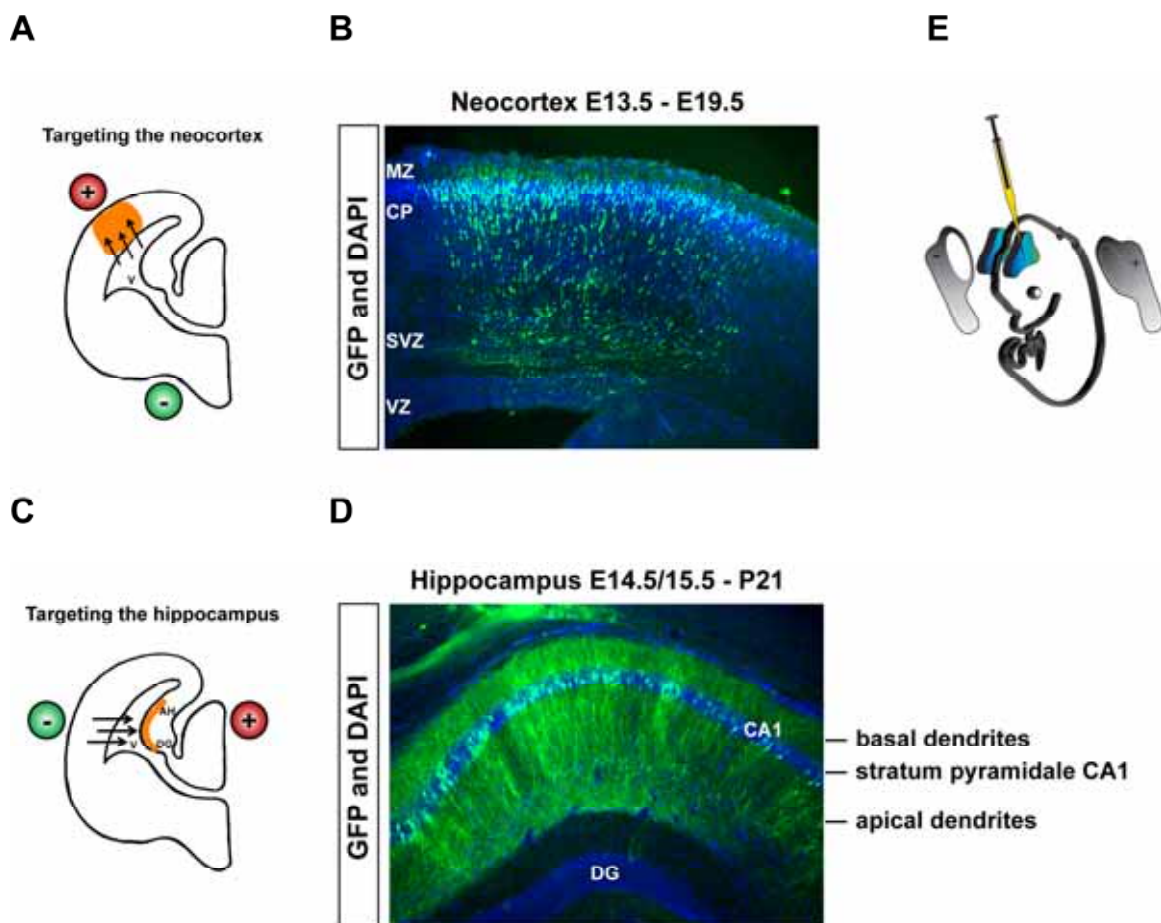 A
B
E
Neocortex E13.5 - E19.5
Targeting the neocortex
+
V
-
GFP and DAPI
MZ
CP
SVZ
VZ
-
+
C
D
Hippocampus E14.5/15.5 - P21
Targeting the hippocampus
-
V
AH
DG
+
GFP and DAPI
CA1
DG
basal dendrites
stratum pyramidale CA1
apical dendrites